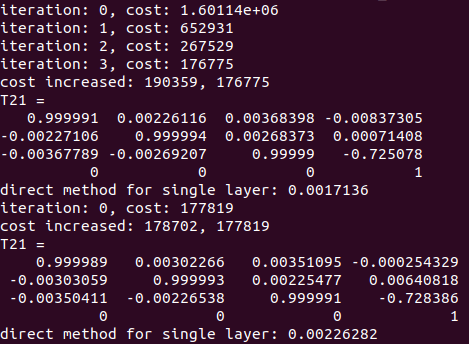 iteration: 0, cost: 1.60114e+06
iteration: 1, cost: 652931
iteration: 2, cost: 267529
iteration: 3, cost: 176775
cost increased: 190359, 176775
T21 =
0.999991 0.00226116 0.00368398 -0.00837305
-0.00227106 0.999994 0.00268373 0.00071408
-0.00367789 -0.00269207 0.99999 -0.725078
0 0 0 1
direct method for single layer: 0.0017136
iteration: 0, cost: 177819
cost increased: 178702, 177819
T21 =
0.999989 0.00302266 0.00351095 -0.000254329
-0.00303059 0.999993 0.00225477 0.00640818
-0.00350411 -0.00226538 0.999991 -0.728386
0 0 0 1
direct method for single layer: 0.00226282